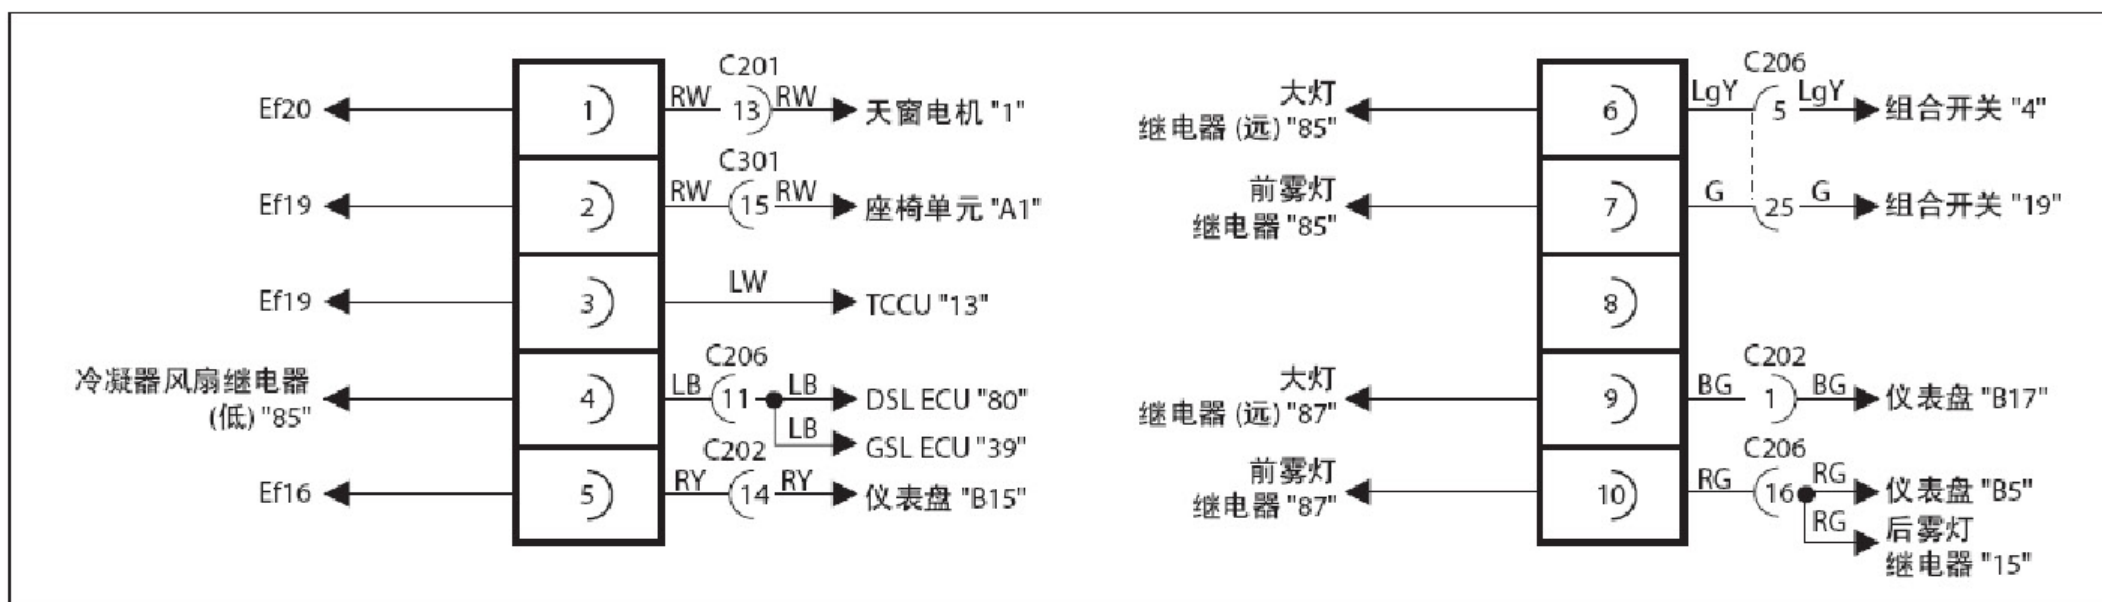 C201
Ef20 1 RW 13 RW 天窗电机 "1"
C301
Ef19 2 RW 15 RW 座椅单元 "A1"
LW
Ef19 3 TCCU "13"
C206
冷凝器风扇继电器
(低) "85"
4 LB 11 LB DSL ECU "80"
LB GSL ECU "39"
C202
Ef16 5 RY 14 RY 仪表盘 "B15"
C206
大灯
继电器 (远) "85"
6 LgY 5 LgY 组合开关 "4"
前雾灯
继电器 "85"
7 G 25 G 组合开关 "19"
8
C202
大灯
继电器 (远) "87"
9 BG 1 BG 仪表盘 "B17"
C206
前雾灯
继电器 "87"
10 RG 16 RG 仪表盘 "B5"
RG 后雾灯
继电器 "15"